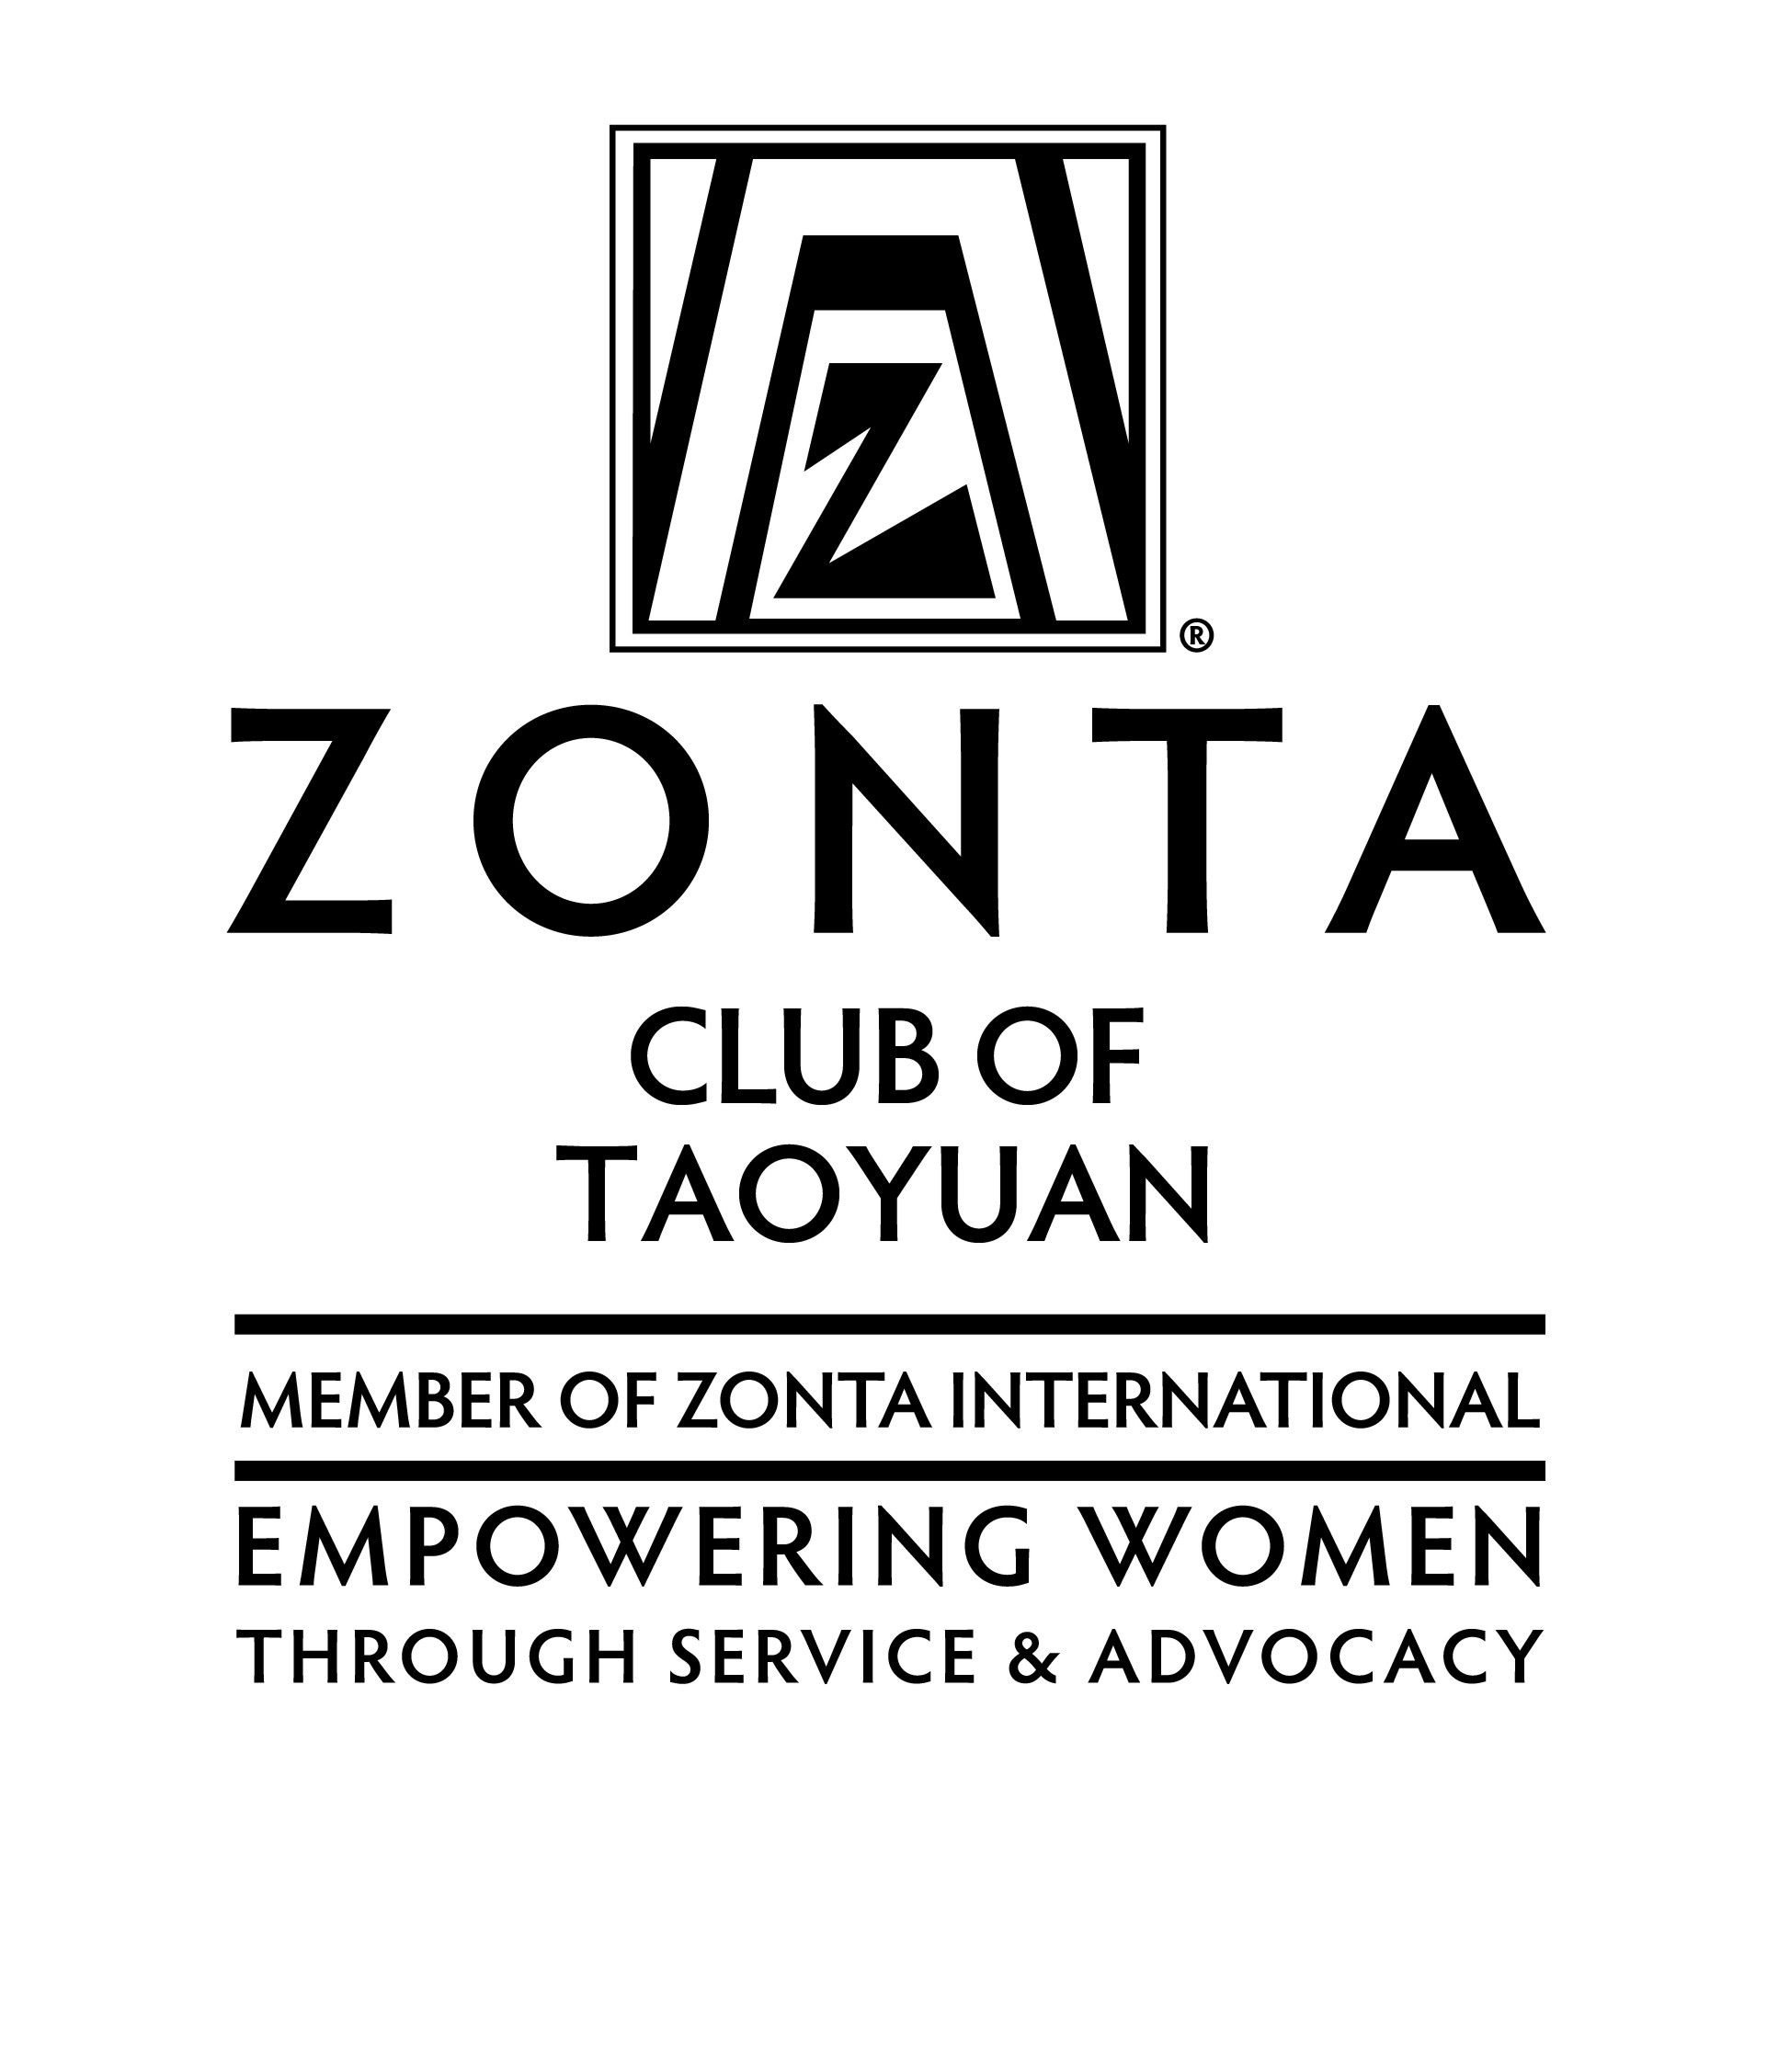 ®
ZONTA
CLUB OF
TAOYUAN
MEMBER OF ZONTA INTERNATIONAL
EMPOWERING WOMEN
THROUGH SERVICE & ADVOCACY